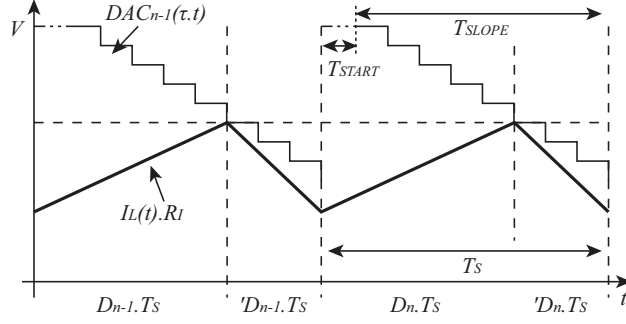 DACn-1(τ.t)
V
TSLOPE
TSTART
IL(t).RI
TS
t
Dn-1.TS
'Dn-1.TS
Dn.TS
'Dn.TS